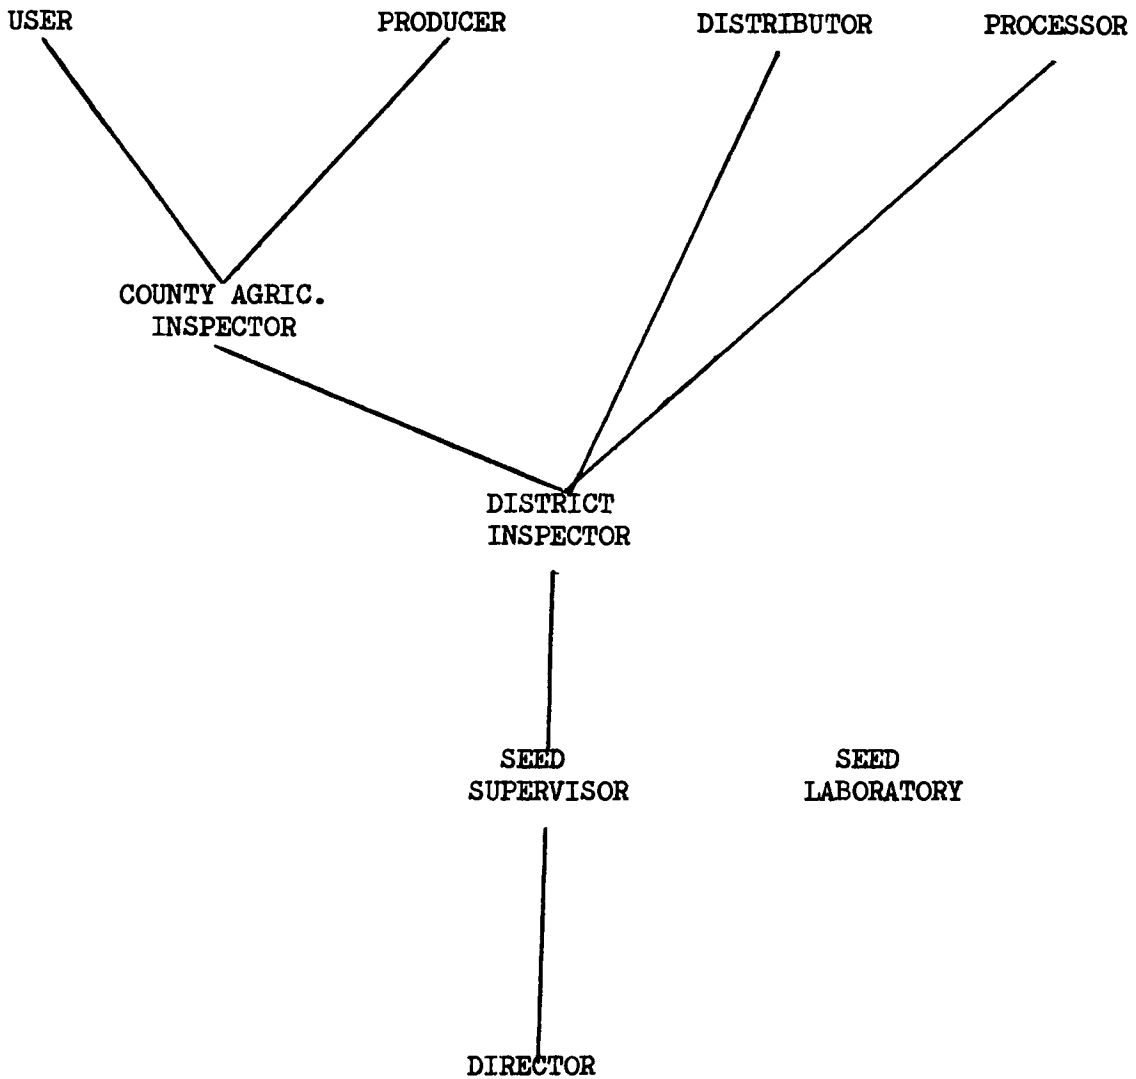 USER
PRODUCER
DISTRIBUTOR
PROCESSOR
COUNTY AGRIC.
INSPECTOR
DISTRICT
INSPECTOR
SEED
SUPERVISOR
SEED
LABORATORY
DIRECTOR